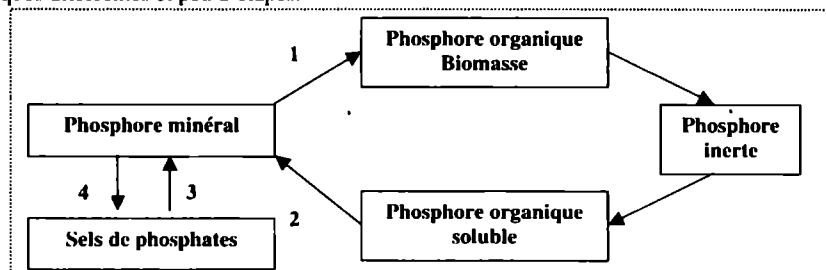 1
Phosphore organique
Biomasse
Phosphore minéral
Phosphore
inerte
4
3
2
Phosphore organique
soluble
Sels de phosphates